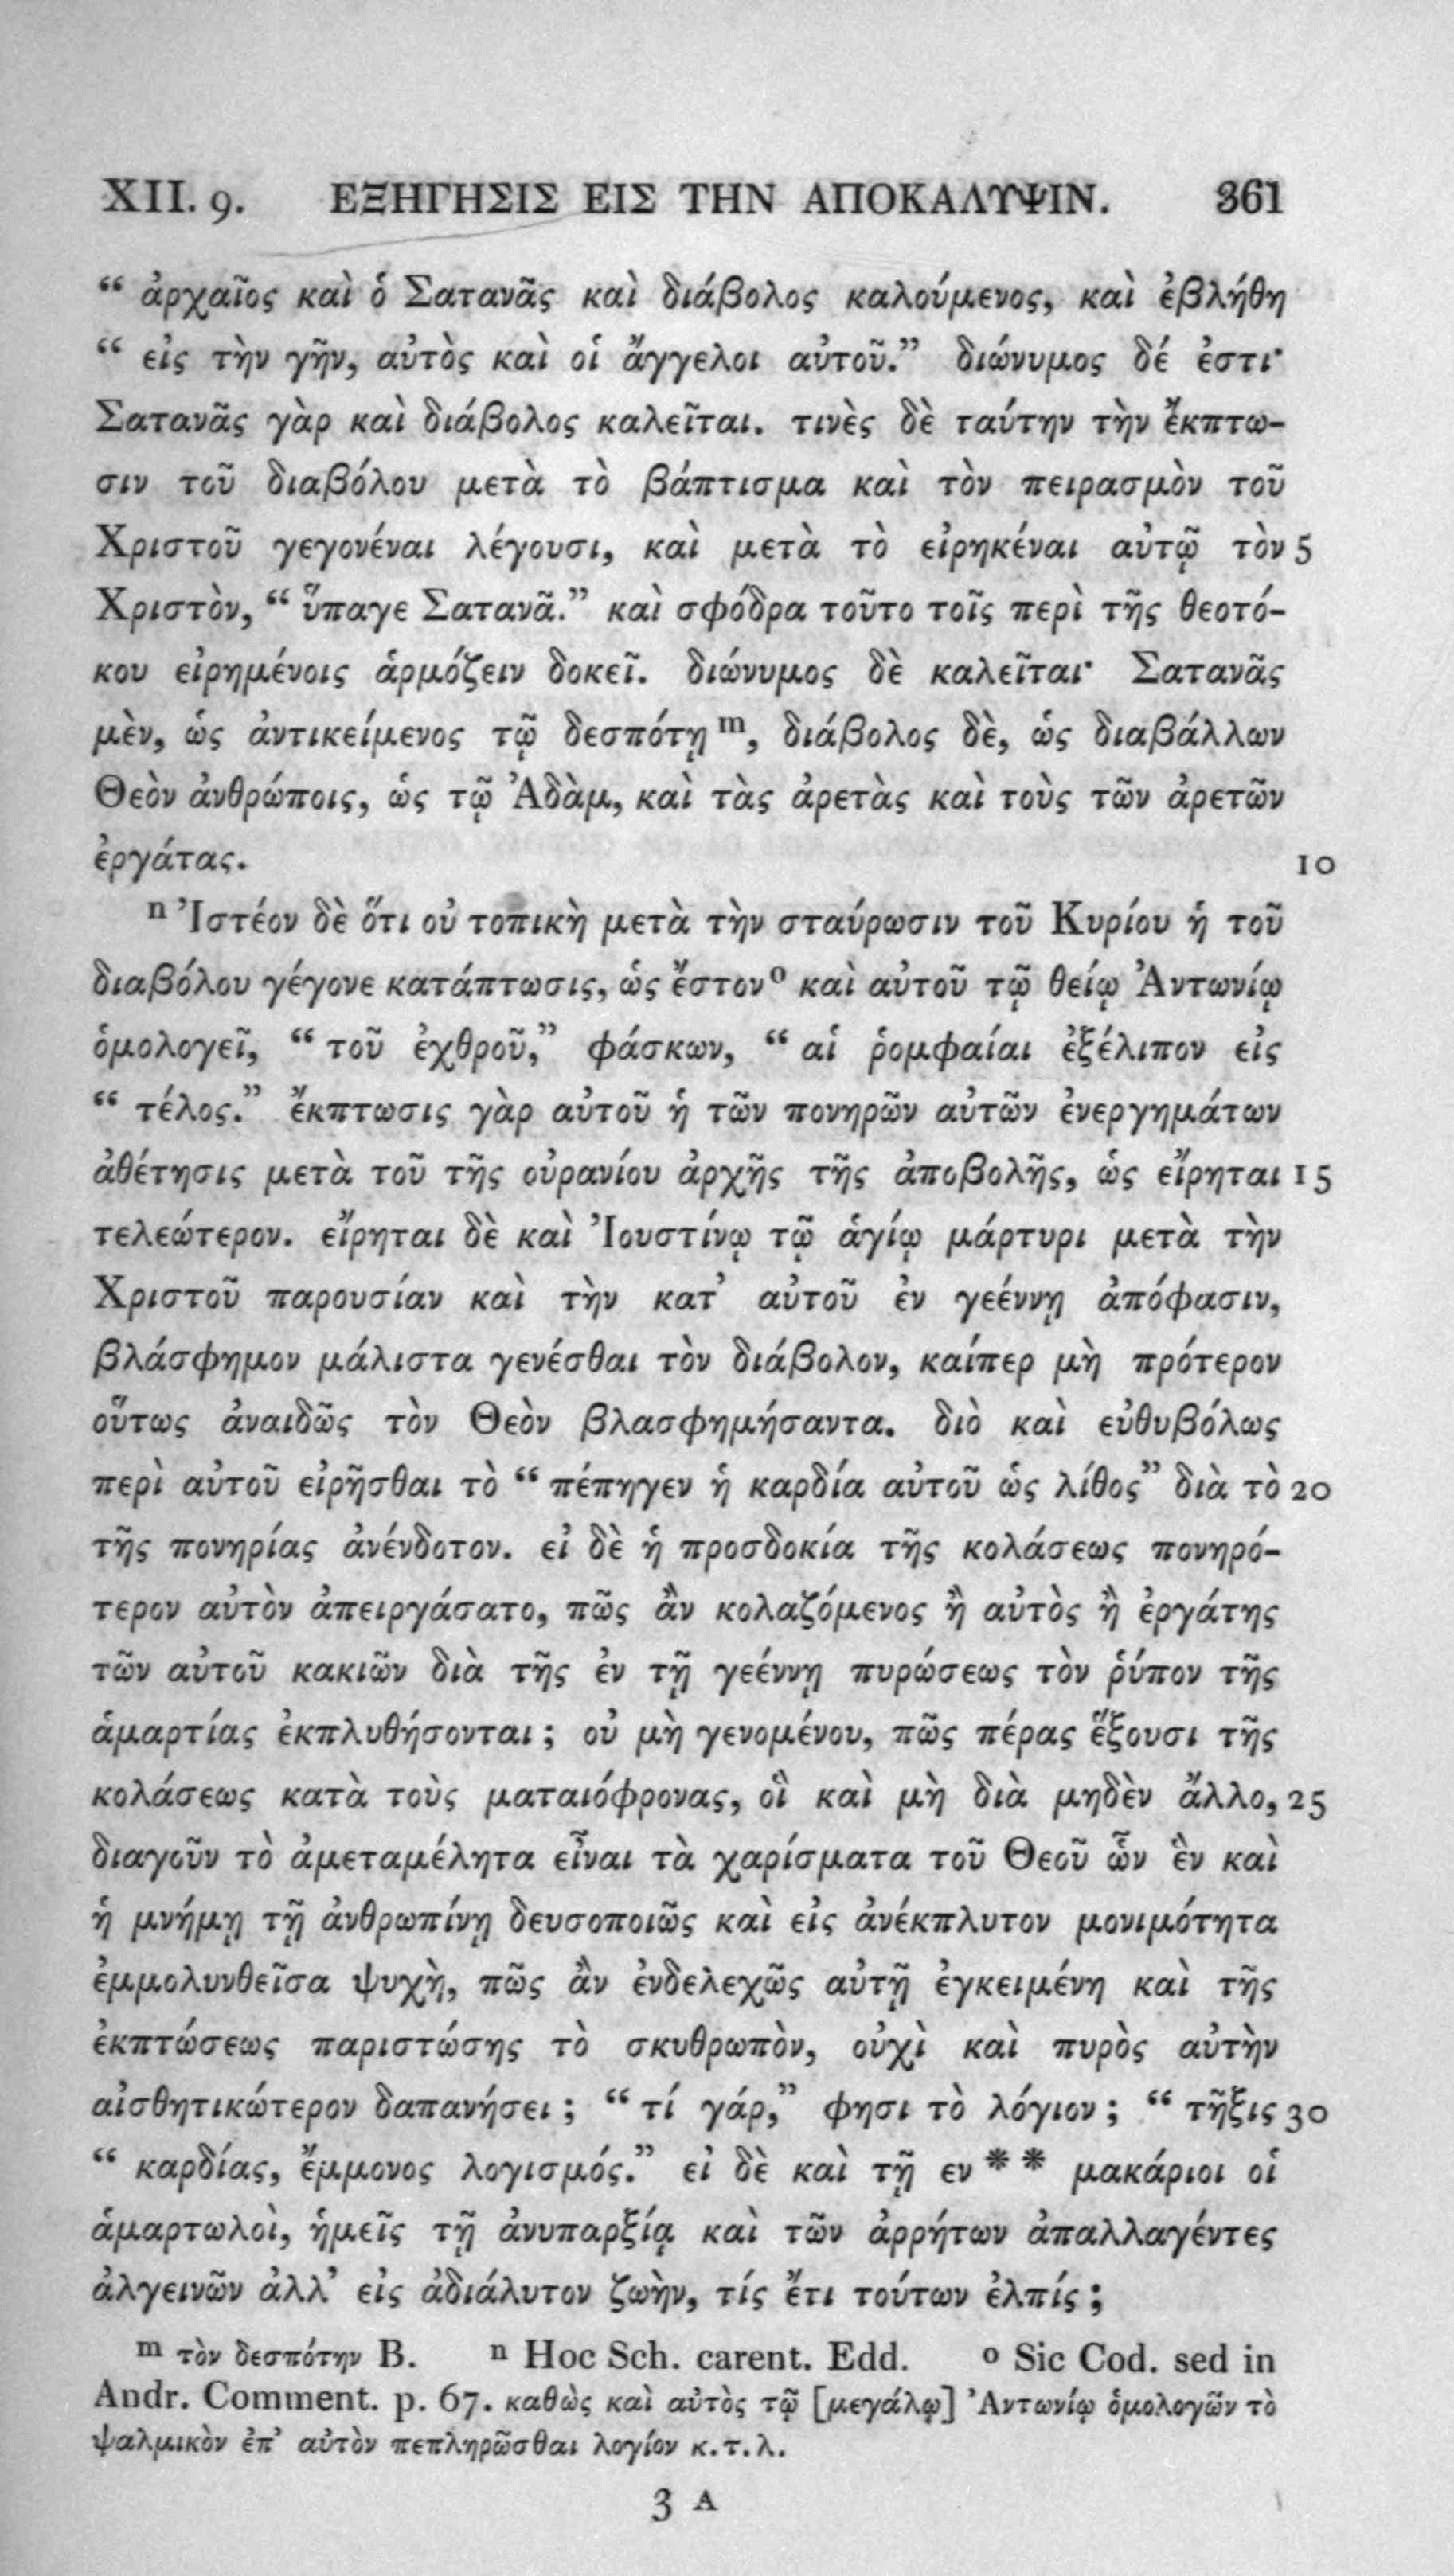 XII. 9. ΕΞΗΓΗΣΙΣ ΕΙΣ ΤΗΝ ΑΠΟΚΑΛΥΨΙΝ. 361
“ ἀρχαῖος καὶ ὁ Σατανᾶς καὶ διάβολος καλούμενος, καὶ ἐβλήθη
“ εἰς τὴν γῆν, αὐτὸς καὶ οἱ ἄγγελοι αὐτοῦ.” διώνυμος δέ ἐστι·
Σατανᾶς γὰρ καὶ διάβολος καλεῖται. τινὲς δὲ ταύτην τὴν ἔκπτω-
σιν τοῦ διαβόλου μετὰ τὸ βάπτισμα καὶ τὸν πειρασμὸν τοῦ
Χριστοῦ γεγονέναι λέγουσι, καὶ μετὰ τὸ εἰρηκέναι αὐτῷ τὸν 5
Χριστὸν, “ ὕπαγε Σατανᾶ.” καὶ σφόδρα τοῦτο τοῖς περὶ τῆς θεοτό-
κου εἰρημένοις ἁρμόζειν δοκεῖ. διώνυμος δὲ καλεῖται· Σατανᾶς
μὲν, ὡς ἀντικείμενος τῷ δεσπότῃ m, διάβολος δὲ, ὡς διαβάλλων
Θεὸν ἀνθρώποις, ὡς τῷ Ἀδὰμ, καὶ τὰς ἀρετὰς καὶ τοὺς τῶν ἀρετῶν
ἐργάτας. 10
n Ἰστέον δὲ ὅτι οὐ τοπικὴ μετὰ τὴν σταύρωσιν τοῦ Κυρίου ἡ τοῦ
διαβόλου γέγονε κατάπτωσις, ὡς ἔστον o καὶ αὐτοῦ τῷ θείῳ Ἀντωνίῳ
ὁμολογεῖ, “ τοῦ ἐχθροῦ,” φάσκων, “ αἱ ῥομφαίαι ἐξέλιπον εἰς
“ τέλος.” ἔκπτωσις γὰρ αὐτοῦ ἡ τῶν πονηρῶν αὐτῶν ἐνεργημάτων
ἀθέτησις μετὰ τοῦ τῆς οὐρανίου ἀρχῆς τῆς ἀποβολῆς, ὡς εἴρηται 15
τελεώτερον. εἴρηται δὲ καὶ Ἰουστίνῳ τῷ ἁγίῳ μάρτυρι μετὰ τὴν
Χριστοῦ παρουσίαν καὶ τὴν κατ’ αὐτοῦ ἐν γεέννῃ ἀπόφασιν,
βλάσφημον μάλιστα γενέσθαι τὸν διάβολον, καίπερ μὴ πρότερον
οὕτως ἀναιδῶς τὸν Θεὸν βλασφημήσαντα. διὸ καὶ εὐθυβόλως
περὶ αὐτοῦ εἰρῆσθαι τὸ “ πέπηγεν ἡ καρδία αὐτοῦ ὡς λίθος” διὰ τὸ 20
τῆς πονηρίας ἀνένδοτον. εἰ δὲ ἡ προσδοκία τῆς κολάσεως πονηρό-
τερον αὐτὸν ἀπειργάσατο, πῶς ἂν κολαζόμενος ἢ αὐτὸς ἢ ἐργάτης
τῶν αὐτοῦ κακιῶν διὰ τῆς ἐν τῇ γεέννῃ πυρώσεως τὸν ῥύπον τῆς
ἁμαρτίας ἐκπλυθήσονται ; οὐ μὴ γενομένου, πῶς πέρας ἕξουσι τῆς
κολάσεως κατὰ τοὺς ματαιόφρονας, οἳ καὶ μὴ διὰ μηδὲν ἄλλο, 25
διαγοῦν τὸ ἀμεταμέλητα εἶναι τὰ χαρίσματα τοῦ Θεοῦ ὧν ἓν καὶ
ἡ μνήμῃ τῇ ἀνθρωπίνῃ δευσοποιῶς καὶ εἰς ἀνέκπλυτον μονιμότητα
ἐμμολυνθεῖσα ψυχὴ, πῶς ἂν ἐνδελεχῶς αὐτῇ ἐγκειμένη καὶ τῆς
ἐκπτώσεως παριστώσης τὸ σκυθρωπὸν, οὐχὶ καὶ πυρὸς αὐτὴν
αἰσθητικώτερον δαπανήσει ; “ τί γάρ,” φησι τὸ λόγιον ; “ τῆξις 30
“ καρδίας, ἔμμονος λογισμός.” εἰ δὲ καὶ τῇ εν * * μακάριοι οἱ
ἁμαρτωλοὶ, ἡμεῖς τῇ ἀνυπαρξίᾳ καὶ τῶν ἀρρήτων ἀπαλλαγέντες
ἀλγεινῶν ἀλλ’ εἰς ἀδιάλυτον ζωὴν, τίς ἔτι τούτων ἐλπίς ;
m τὸν δεσπότην B. n Hoc Sch. carent. Edd. o Sic Cod. sed in
Andr. Comment. p. 67. καθὼς καὶ αὐτὸς τῷ [μεγάλῳ] Ἀντωνίῳ ὁμολογῶν τὸ
ψαλμικὸν ἐπ’ αὐτὸν πεπληρῶσθαι λογίον κ.τ.λ.
3 A